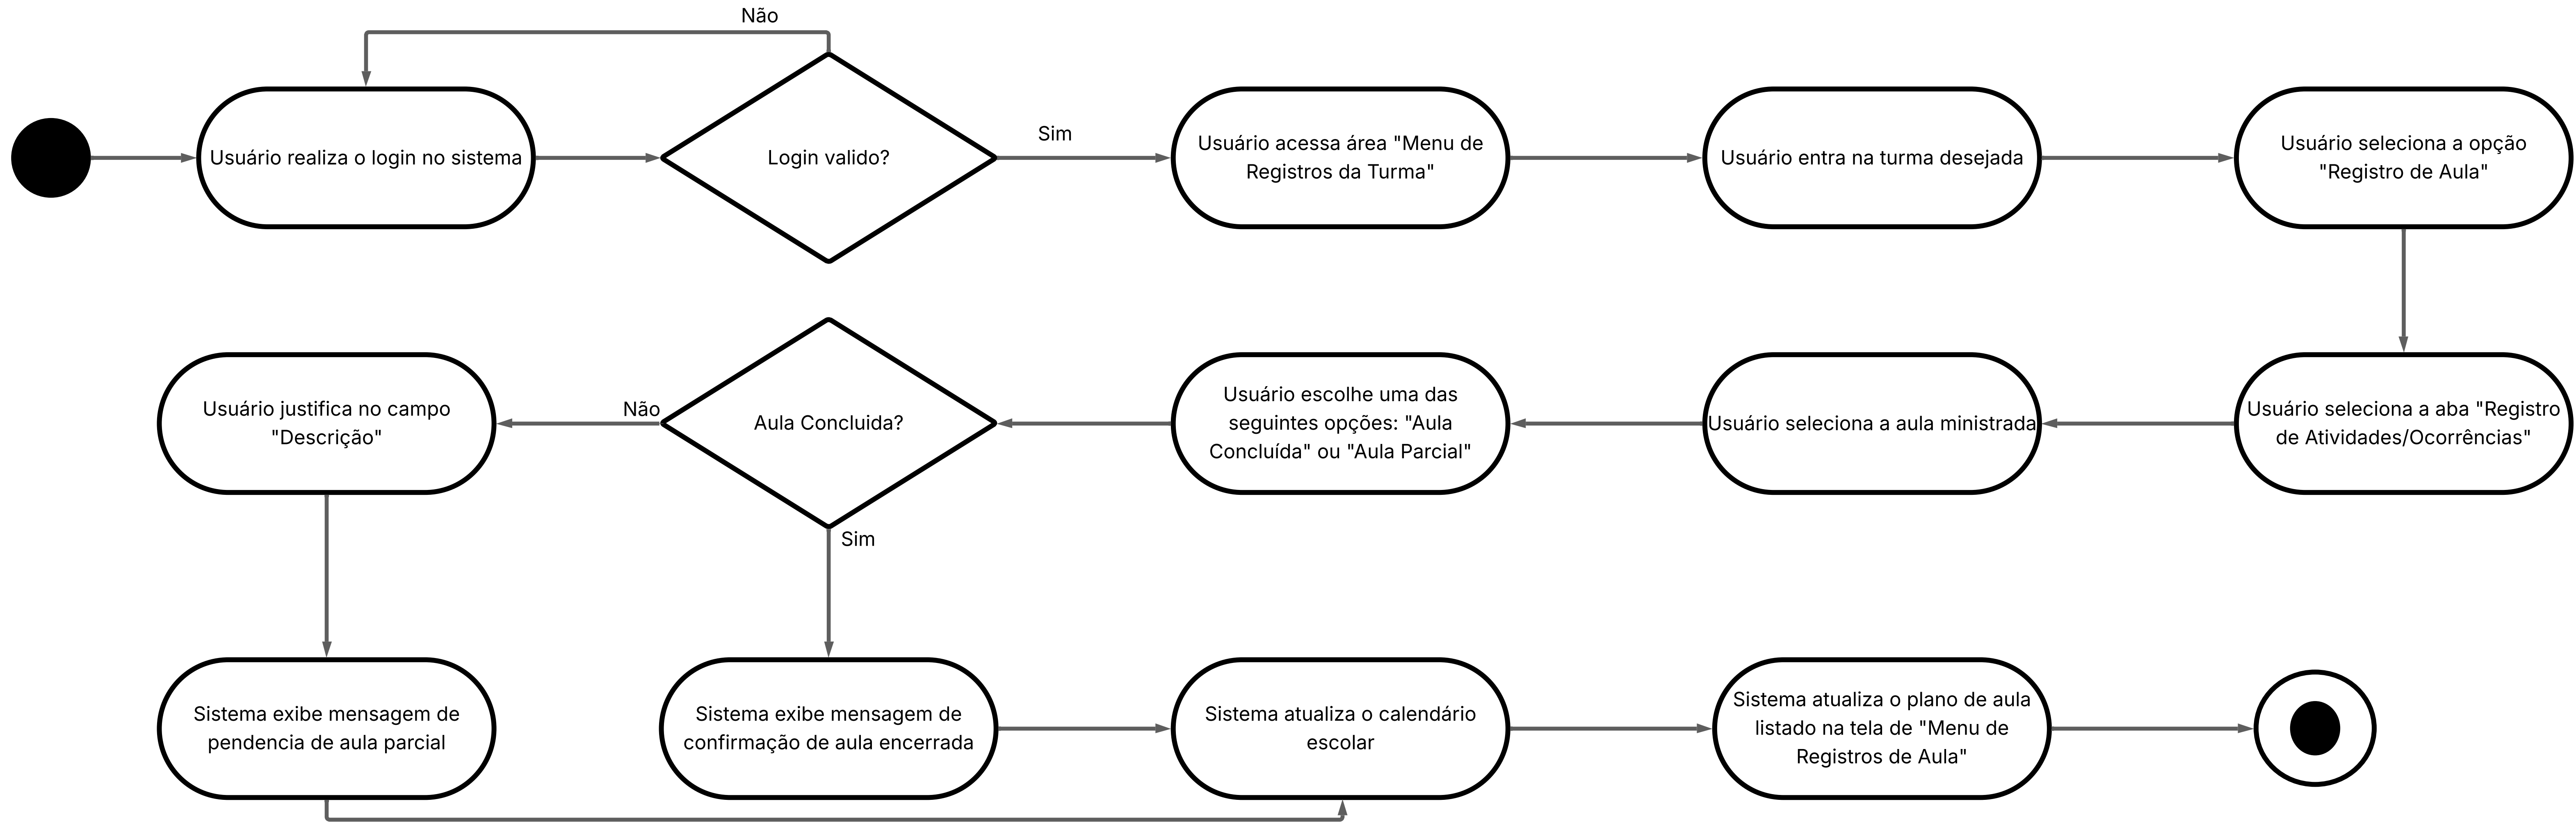 Não
Usuário realiza o login no sistema
Login valido?
Sim
Usuário acessa área "Menu de
Registros da Turma"
Usuário entra na turma desejada
Usuário seleciona a opção
"Registro de Aula"
Usuário seleciona a aba "Registro
de Atividades/Ocorrências"
Usuário seleciona a aula ministrada
Usuário escolhe uma das
seguintes opções: "Aula
Concluída" ou "Aula Parcial"
Aula Concluida?
Não
Usuário justifica no campo
"Descrição"
Sim
Sistema exibe mensagem de
pendencia de aula parcial
Sistema exibe mensagem de
confirmação de aula encerrada
Sistema atualiza o calendário
escolar
Sistema atualiza o plano de aula
listado na tela de "Menu de
Registros de Aula"